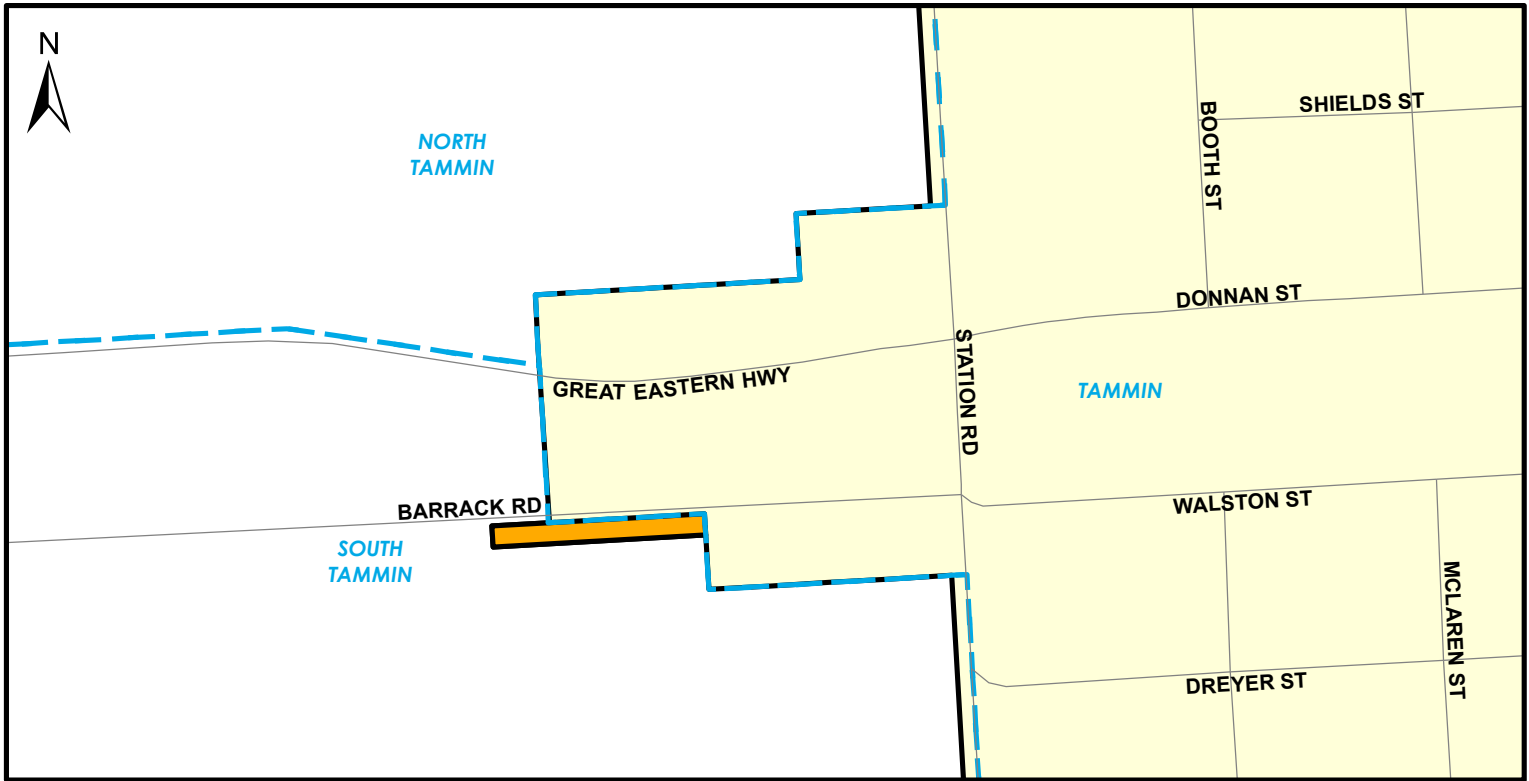 N
SHIELDS ST
BOOTH ST
NORTH
TAMMIN
DONNAN ST
STATION RD
GREAT EASTERN HWY
TAMMIN
BARRACK RD
WALSTON ST
SOUTH
TAMMIN
MCLAREN ST
DREYER ST